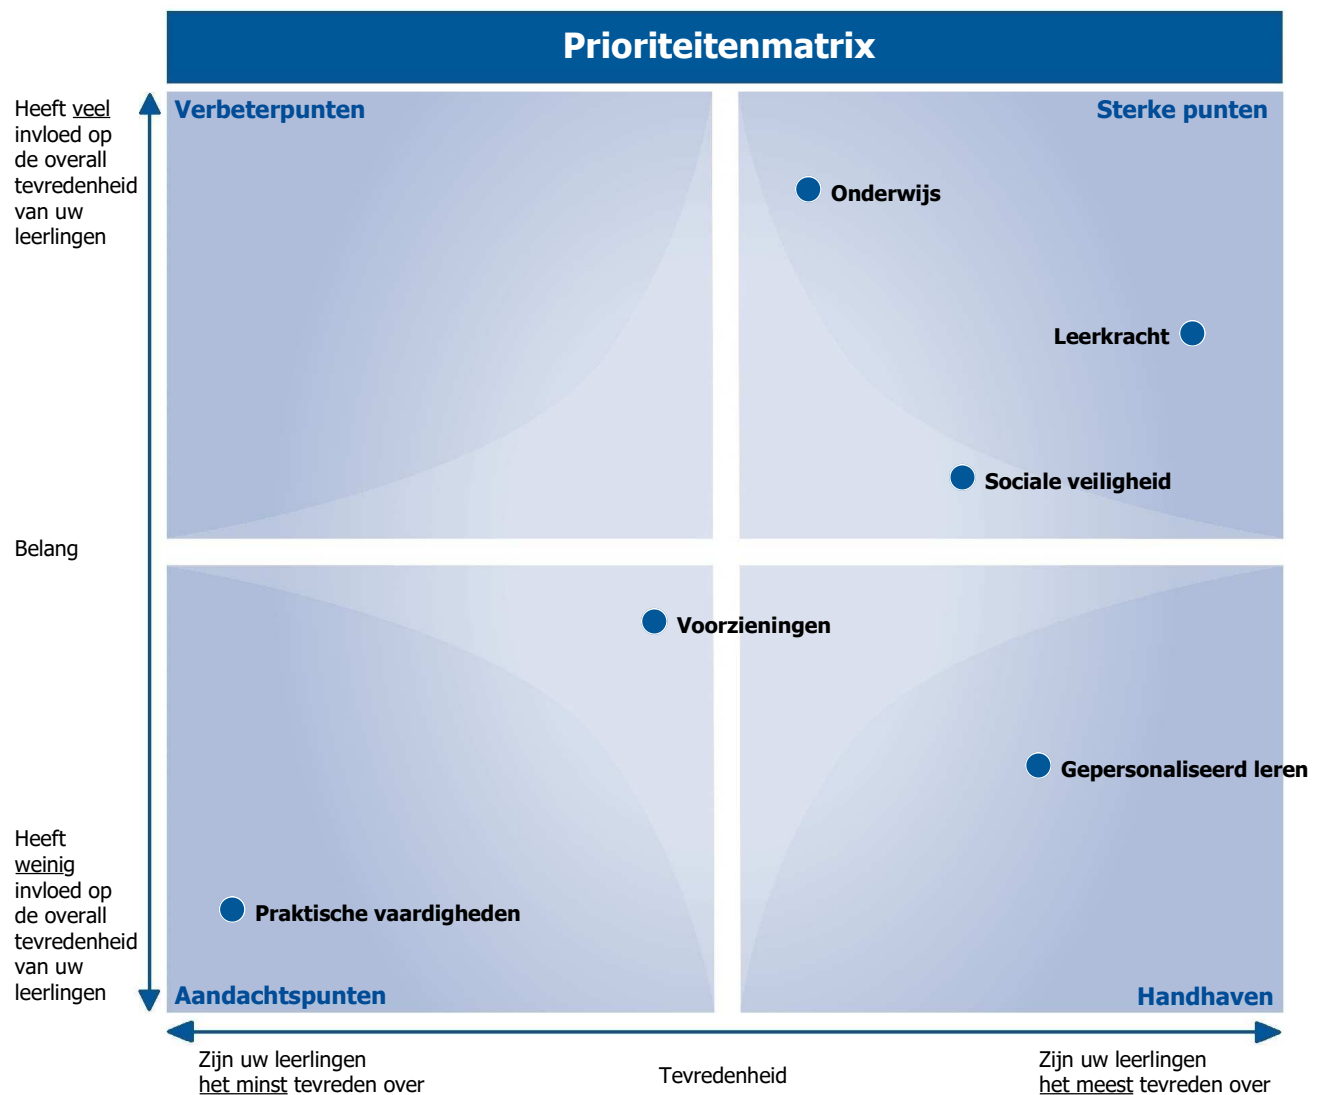 Prioriteitenmatrix
Heeft veel
invloed op
de overall
tevredenheid
van uw
leerlingen
Verbeterpunten
Sterke punten
Onderwijs
Leerkracht
Sociale veiligheid
Belang
Voorzieningen
Gepersonaliseerd leren
Heeft
weinig
invloed op
de overall
tevredenheid
van uw
leerlingen
Praktische vaardigheden
Aandachtspunten
Handhaven
Zijn uw leerlingen
het minst tevreden over
Tevredenheid
Zijn uw leerlingen
het meest tevreden over